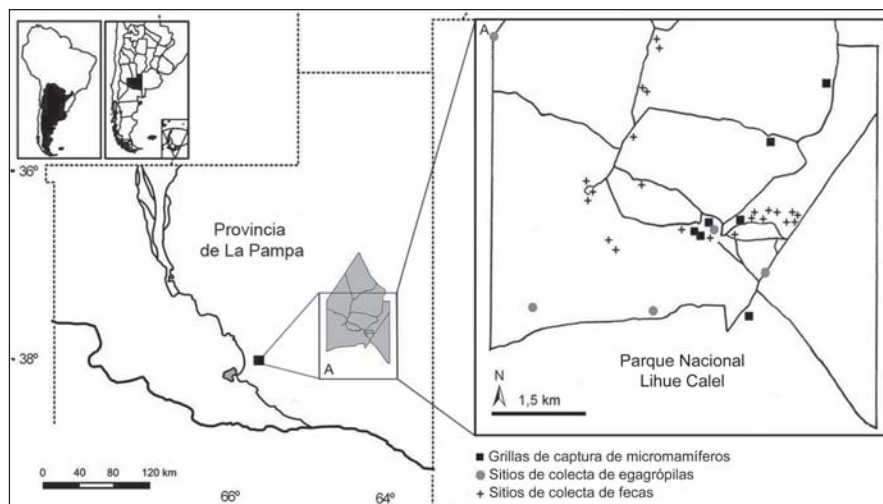 A
36º
Provincia
de La Pampa
38º
A
Parque Nacional
Lihue Calel
N
1,5 km
0 40 80 120 km
66º
64º
Grillas de captura de micromamíferos
Sitios de colecta de egagrópilas
Sitios de colecta de fecas